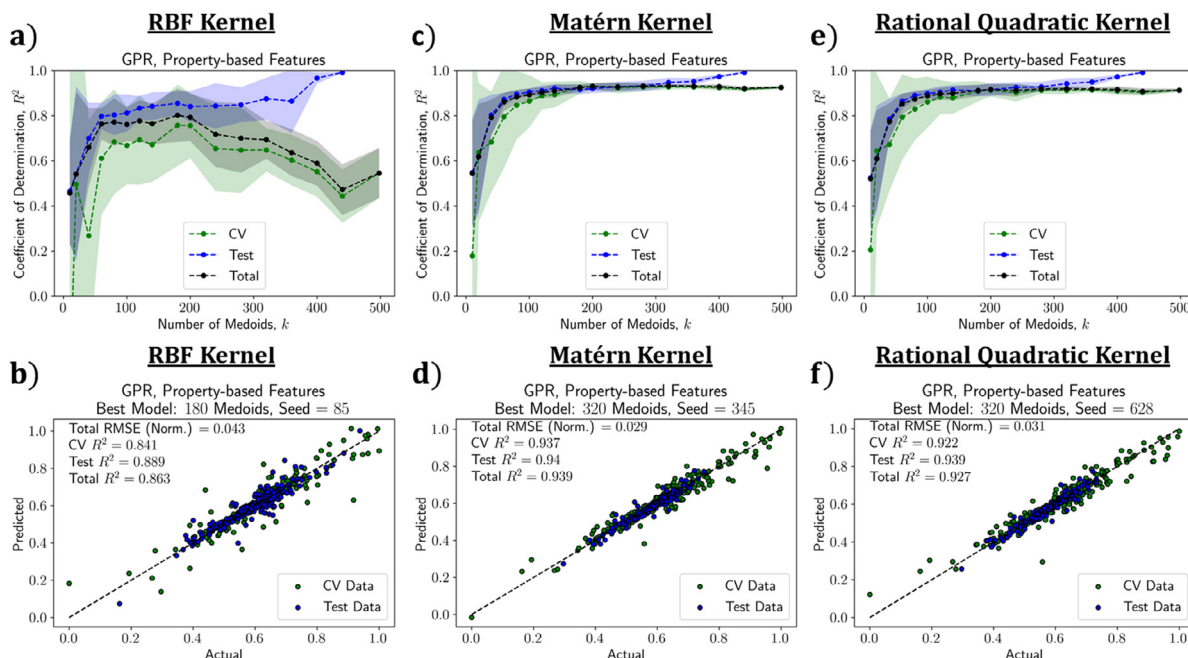 RBF Kernel
a)
GPR, Property-based Features
Coefficient of Determination, R²
1.0
0.8
0.6
0.4
0.2
0.0
CV
Test
Total
0
100
200
300
400
500
Number of Medoids, k
Matérn Kernel
c)
GPR, Property-based Features
Coefficient of Determination, R²
1.0
0.8
0.6
0.4
0.2
0.0
CV
Test
Total
0
100
200
300
400
500
Number of Medoids, k
Rational Quadratic Kernel
e)
GPR, Property-based Features
Coefficient of Determination, R²
1.0
0.8
0.6
0.4
0.2
0.0
CV
Test
Total
0
100
200
300
400
500
Number of Medoids, k
RBF Kernel
b)
GPR, Property-based Features
Best Model: 180 Medoids, Seed = 85
Total RMSE (Norm.) = 0.043
CV R² = 0.841
Test R² = 0.889
Total R² = 0.863
Predicted
1.0
0.8
0.6
0.4
0.2
0.0
CV Data
Test Data
0.0
0.2
0.4
0.6
0.8
1.0
Actual
Matérn Kernel
d)
GPR, Property-based Features
Best Model: 320 Medoids, Seed = 345
Total RMSE (Norm.) = 0.029
CV R² = 0.937
Test R² = 0.94
Total R² = 0.939
Predicted
1.0
0.8
0.6
0.4
0.2
0.0
CV Data
Test Data
0.0
0.2
0.4
0.6
0.8
1.0
Actual
Rational Quadratic Kernel
f)
GPR, Property-based Features
Best Model: 320 Medoids, Seed = 628
Total RMSE (Norm.) = 0.031
CV R² = 0.922
Test R² = 0.939
Total R² = 0.927
Predicted
1.0
0.8
0.6
0.4
0.2
0.0
CV Data
Test Data
0.0
0.2
0.4
0.6
0.8
1.0
Actual